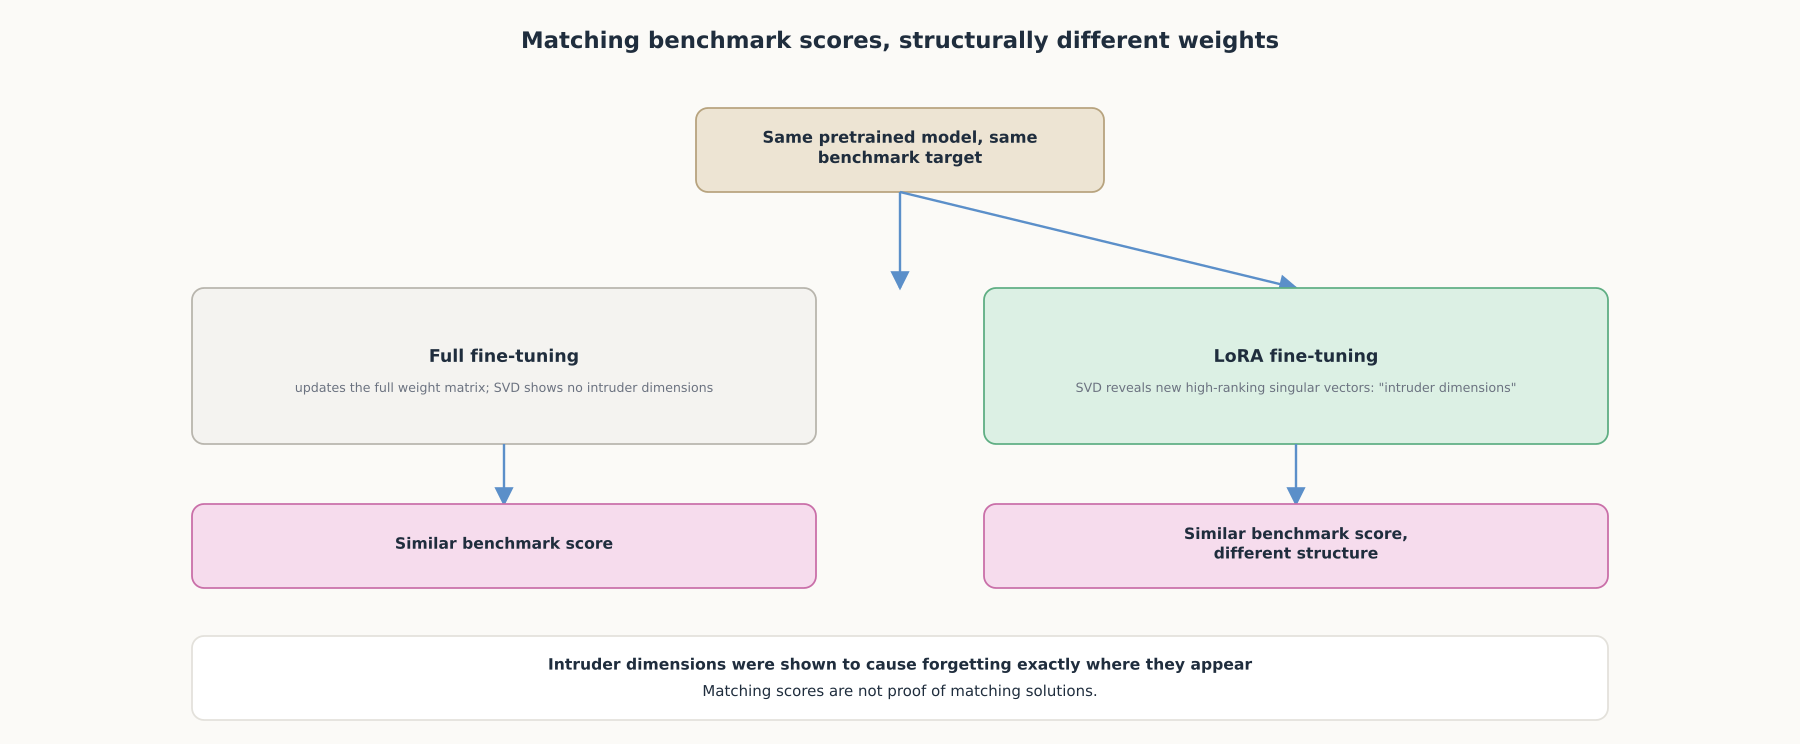 Matching benchmark scores, structurally different weights
Same pretrained model, same
benchmark target
Full fine-tuning
updates the full weight matrix; SVD shows no intruder dimensions
LoRA fine-tuning
SVD reveals new high-ranking singular vectors: "intruder dimensions"
Similar benchmark score
Similar benchmark score,
different structure
Intruder dimensions were shown to cause forgetting exactly where they appear
Matching scores are not proof of matching solutions.